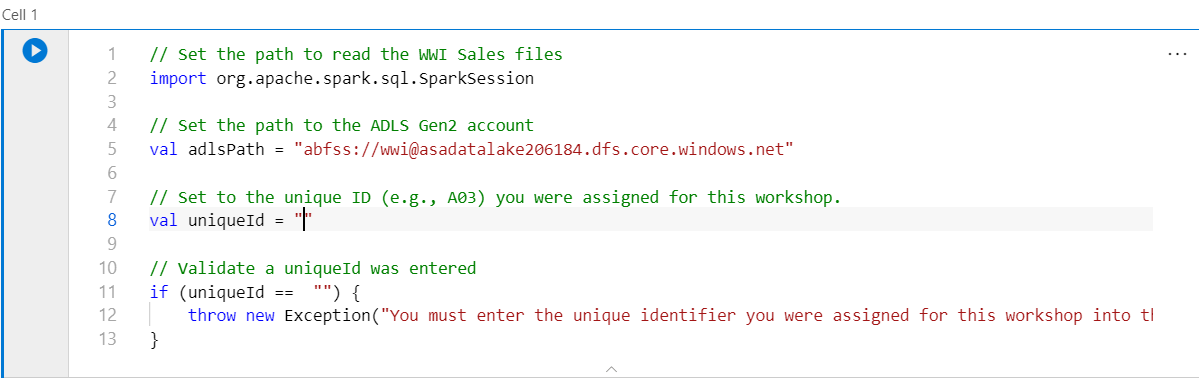 Cell 1
1 // Set the path to read the WWI Sales files
2 import org.apache.spark.sql.SparkSession
3
4 // Set the path to the ADLS Gen2 account
5 val adlsPath = "abfss://wwi@asadatalake206184.dfs.core.windows.net"
6
7 // Set to the unique ID (e.g., A03) you were assigned for this workshop.
8 val uniqueId = ""
9
10 // Validate a uniqueId was entered
11 if (uniqueId ==  "") {
12     throw new Exception("You must enter the unique identifier you were assigned for this workshop into
13 }